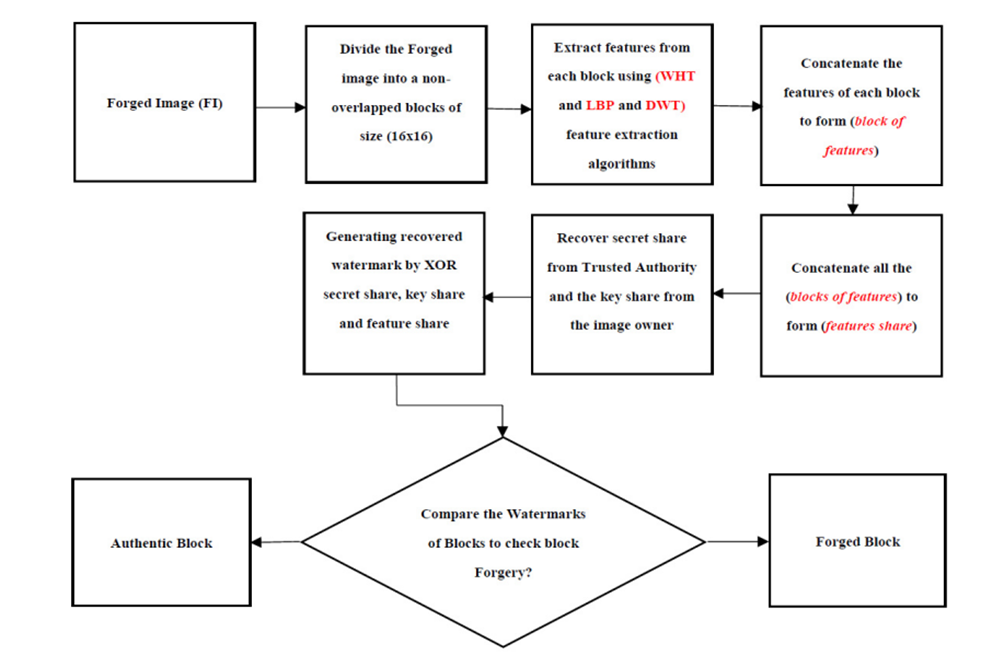 Forged Image (FI)
Divide the Forged
image into a non-
overlapped blocks of
size (16x16)
Extract features from
each block using (WHT
and LBP and DWT)
feature extraction
algorithms
Concatenate the
features of each block
to form (block of
features)
Concatenate all the
(blocks of features) to
form (features share)
Recover secret share
from Trusted Authority
and the key share from
the image owner
Generating recovered
watermark by XOR
secret share, key share
and feature share
Compare the Watermarks
of Blocks to check block
Forgery?
Authentic Block
Forged Block